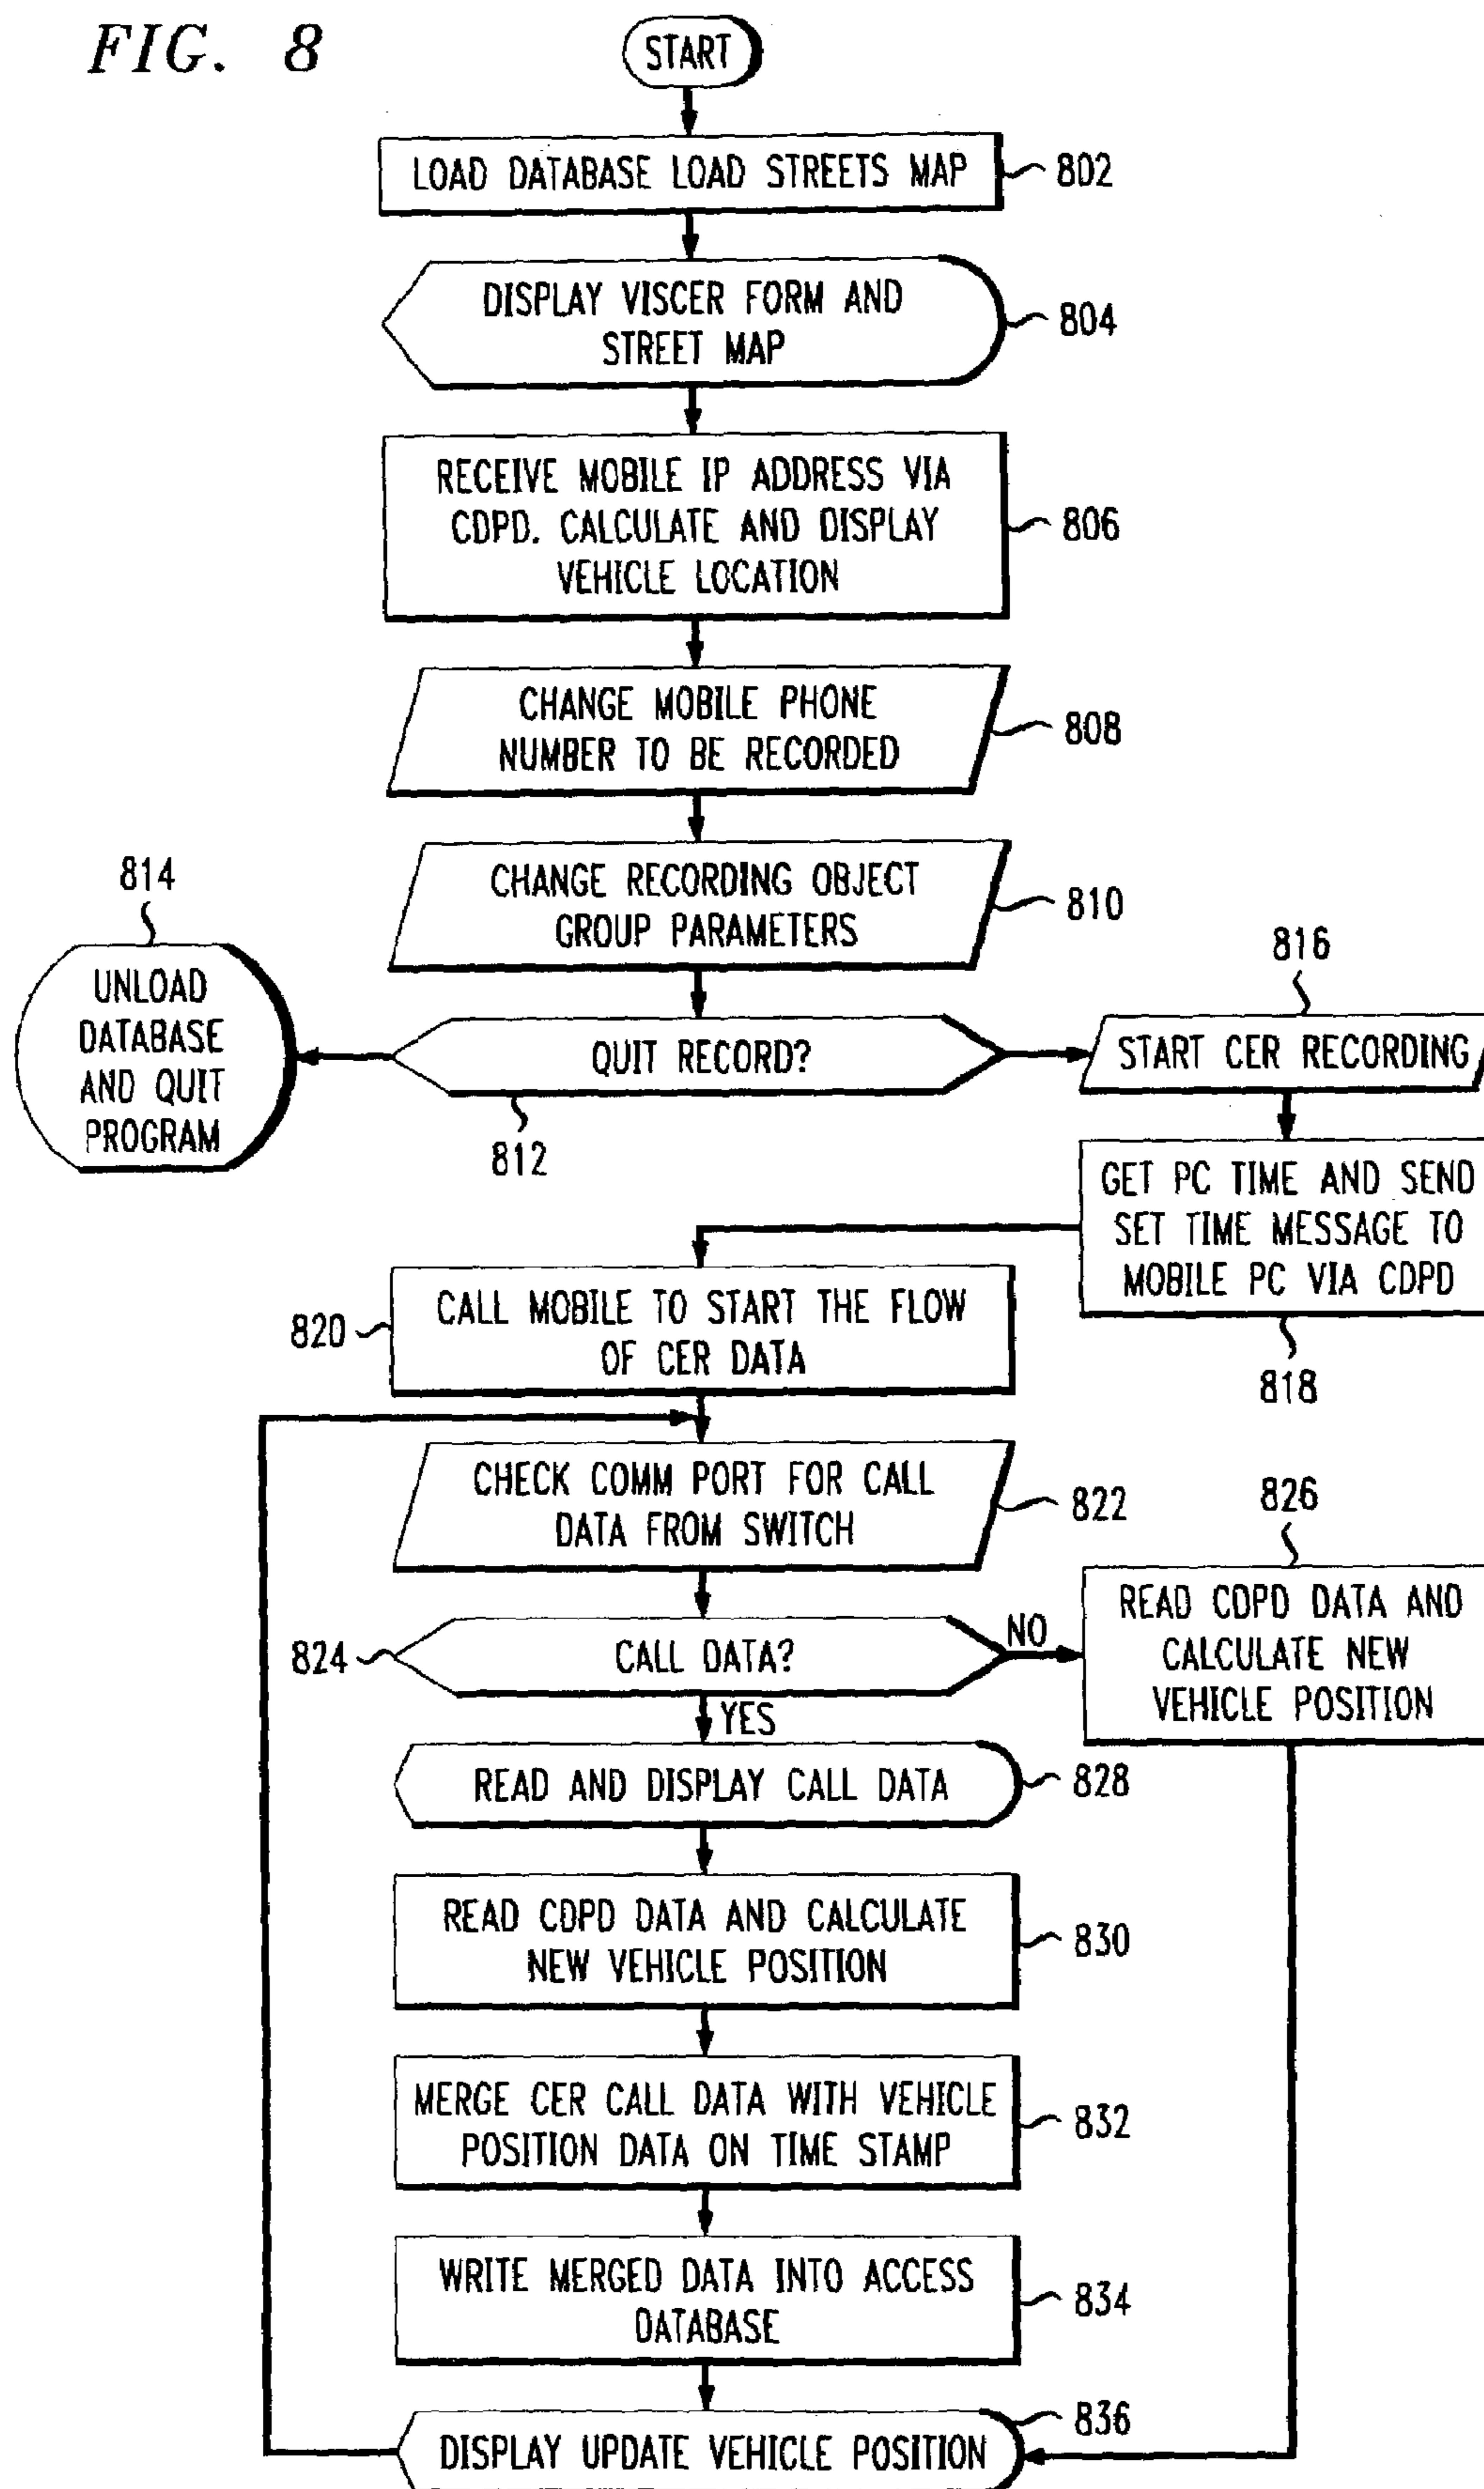 FIG. 8
START
LOAD DATABASE LOAD STREETS MAP
802
DISPLAY VISCER FORM AND
STREET MAP
804
RECEIVE MOBILE IP ADDRESS VIA
CDPD. CALCULATE AND DISPLAY
VEHICLE LOCATION
806
CHANGE MOBILE PHONE
NUMBER TO BE RECORDED
808
CHANGE RECORDING OBJECT
GROUP PARAMETERS
810
814
UNLOAD
DATABASE
AND QUIT
PROGRAM
QUIT RECORD?
812
816
START CER RECORDING
GET PC TIME AND SEND
SET TIME MESSAGE TO
MOBILE PC VIA CDPD
818
820
CALL MOBILE TO START THE FLOW
OF CER DATA
CHECK COMM PORT FOR CALL
DATA FROM SWITCH
822
824
CALL DATA?
NO
YES
826
READ CDPD DATA AND
CALCULATE NEW
VEHICLE POSITION
READ AND DISPLAY CALL DATA
828
READ CDPD DATA AND CALCULATE
NEW VEHICLE POSITION
830
MERGE CER CALL DATA WITH VEHICLE
POSITION DATA ON TIME STAMP
832
WRITE MERGED DATA INTO ACCESS
DATABASE
834
DISPLAY UPDATE VEHICLE POSITION
836